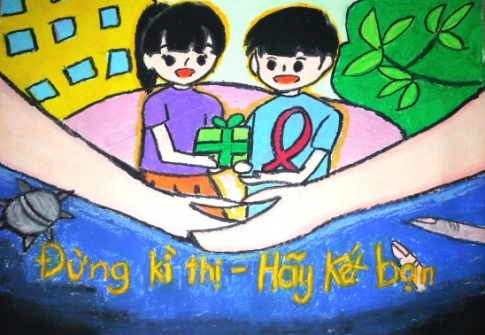 Đừng kì thị - Hãy kết bạn